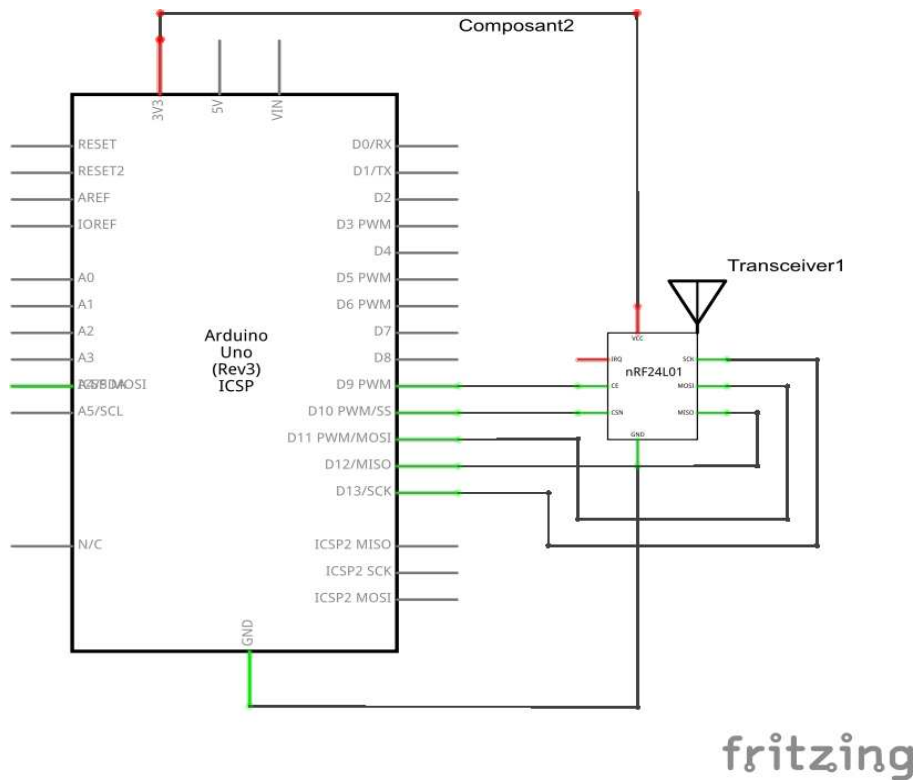 Composant2
3V3
5V
VIN
RESET
RESET2
AREF
IOREF
A0
A1
A2
A3
A5/SCL
N/C
D0/RX
D1/TX
D2
D3 PWM
D4
D5 PWM
D6 PWM
D7
D8
D9 PWM
D10 PWM/SS
D11 PWM/MOSI
D12/MISO
D13/SCK
ICSP2 MISO
ICSP2 SCK
ICSP2 MOSI
GND
Arduino
Uno
(Rev3)
ICSP
Transceiver1
VCC
IRQ
CE
CSN
nRF24L01
SCK
MOSI
MISO
GND
fritzing